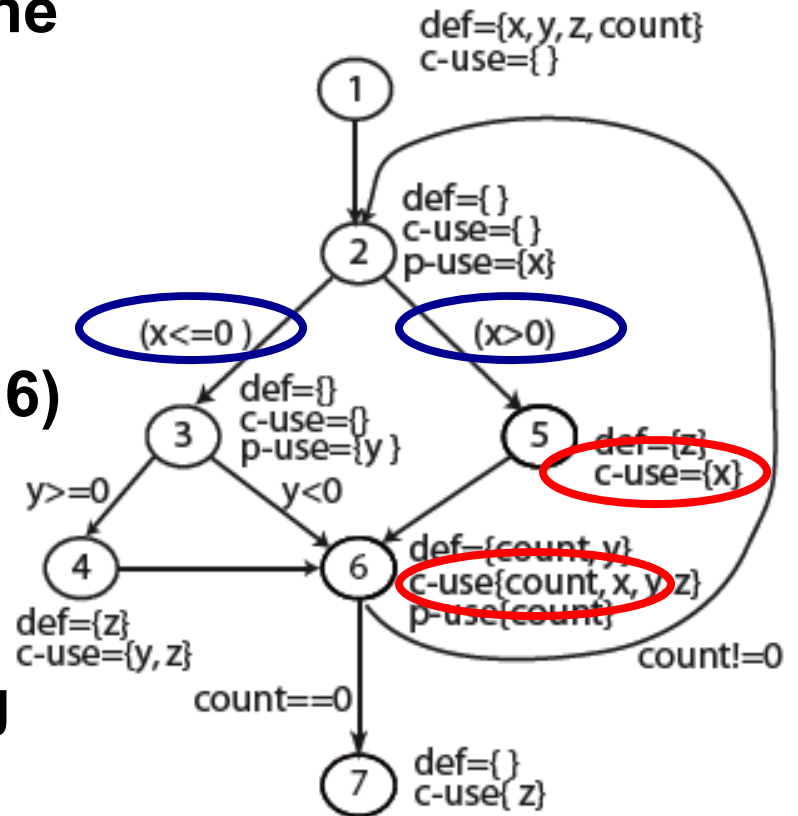 ne
def={x,y,z,count}
c-use={ }
1
def={ }
c-use={ }
p-use={x}
2
(x<=0 )
(x>0)
6)
def={}
c-use={}
p-use={y }
3
5
def={z}
c-use={x}
y>=0
y<0
4
6
def={count,y}
c-use{count,x,y,z}
p-use{count}
def={z}
c-use={y,z}
count!=0
g
count==0
7
def={ }
c-use{ z}